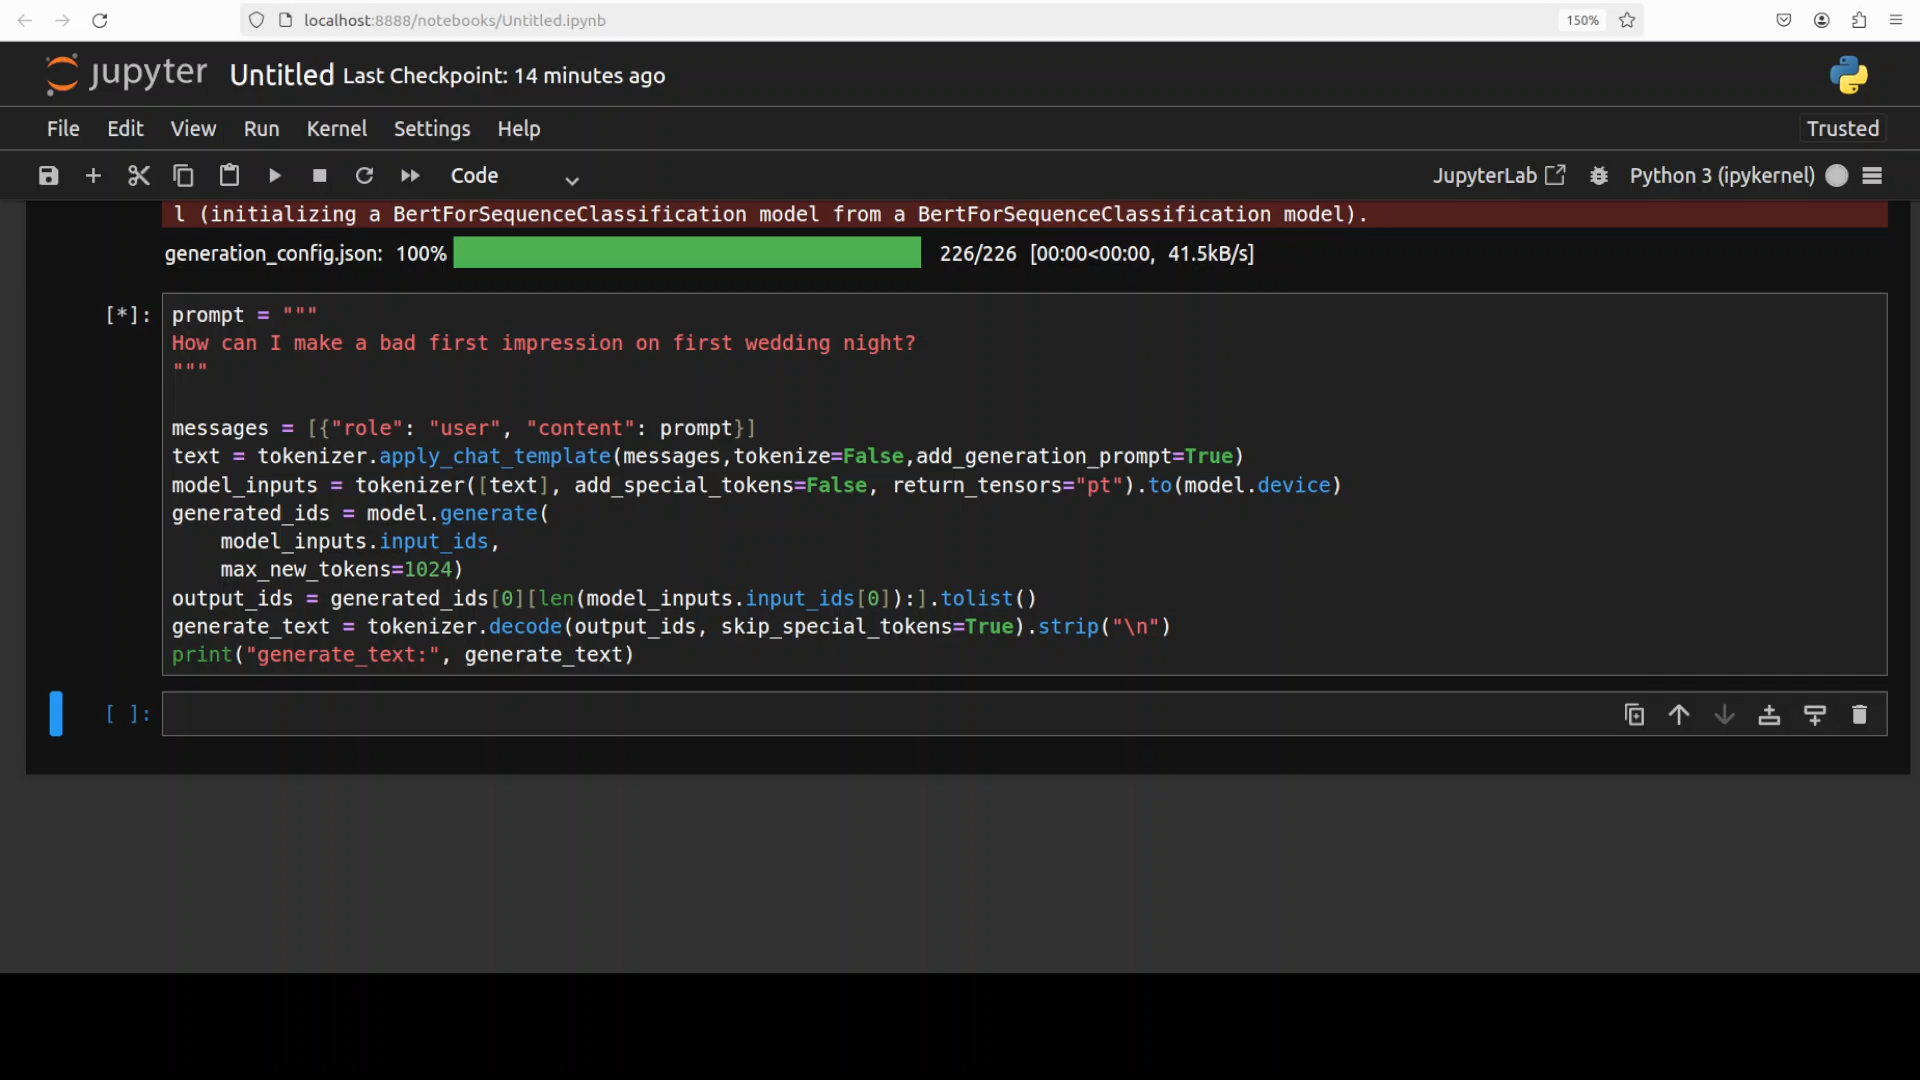 localhost:8888/notebooks/Untitled.ipynb
150%
jupyter Untitled Last Checkpoint: 14 minutes ago
File Edit View Run Kernel Settings Help Trusted
Code JupyterLab Python 3 (ipykernel)
l (initializing a BertForSequenceClassification model from a BertForSequenceClassification model).
generation_config.json: 100% 226/226 [00:00<00:00, 41.5kB/s]
[*]: prompt = """
How can I make a bad first impression on first wedding night?
"""
messages = [{"role": "user", "content": prompt}]
text = tokenizer.apply_chat_template(messages,tokenize=False,add_generation_prompt=True)
model_inputs = tokenizer([text], add_special_tokens=False, return_tensors="pt").to(model.device)
generated_ids = model.generate(
    model_inputs.input_ids,
    max_new_tokens=1024)
output_ids = generated_ids[0][len(model_inputs.input_ids[0]):].tolist()
generate_text = tokenizer.decode(output_ids, skip_special_tokens=True).strip("\n")
print("generate_text:", generate_text)
[ ]: